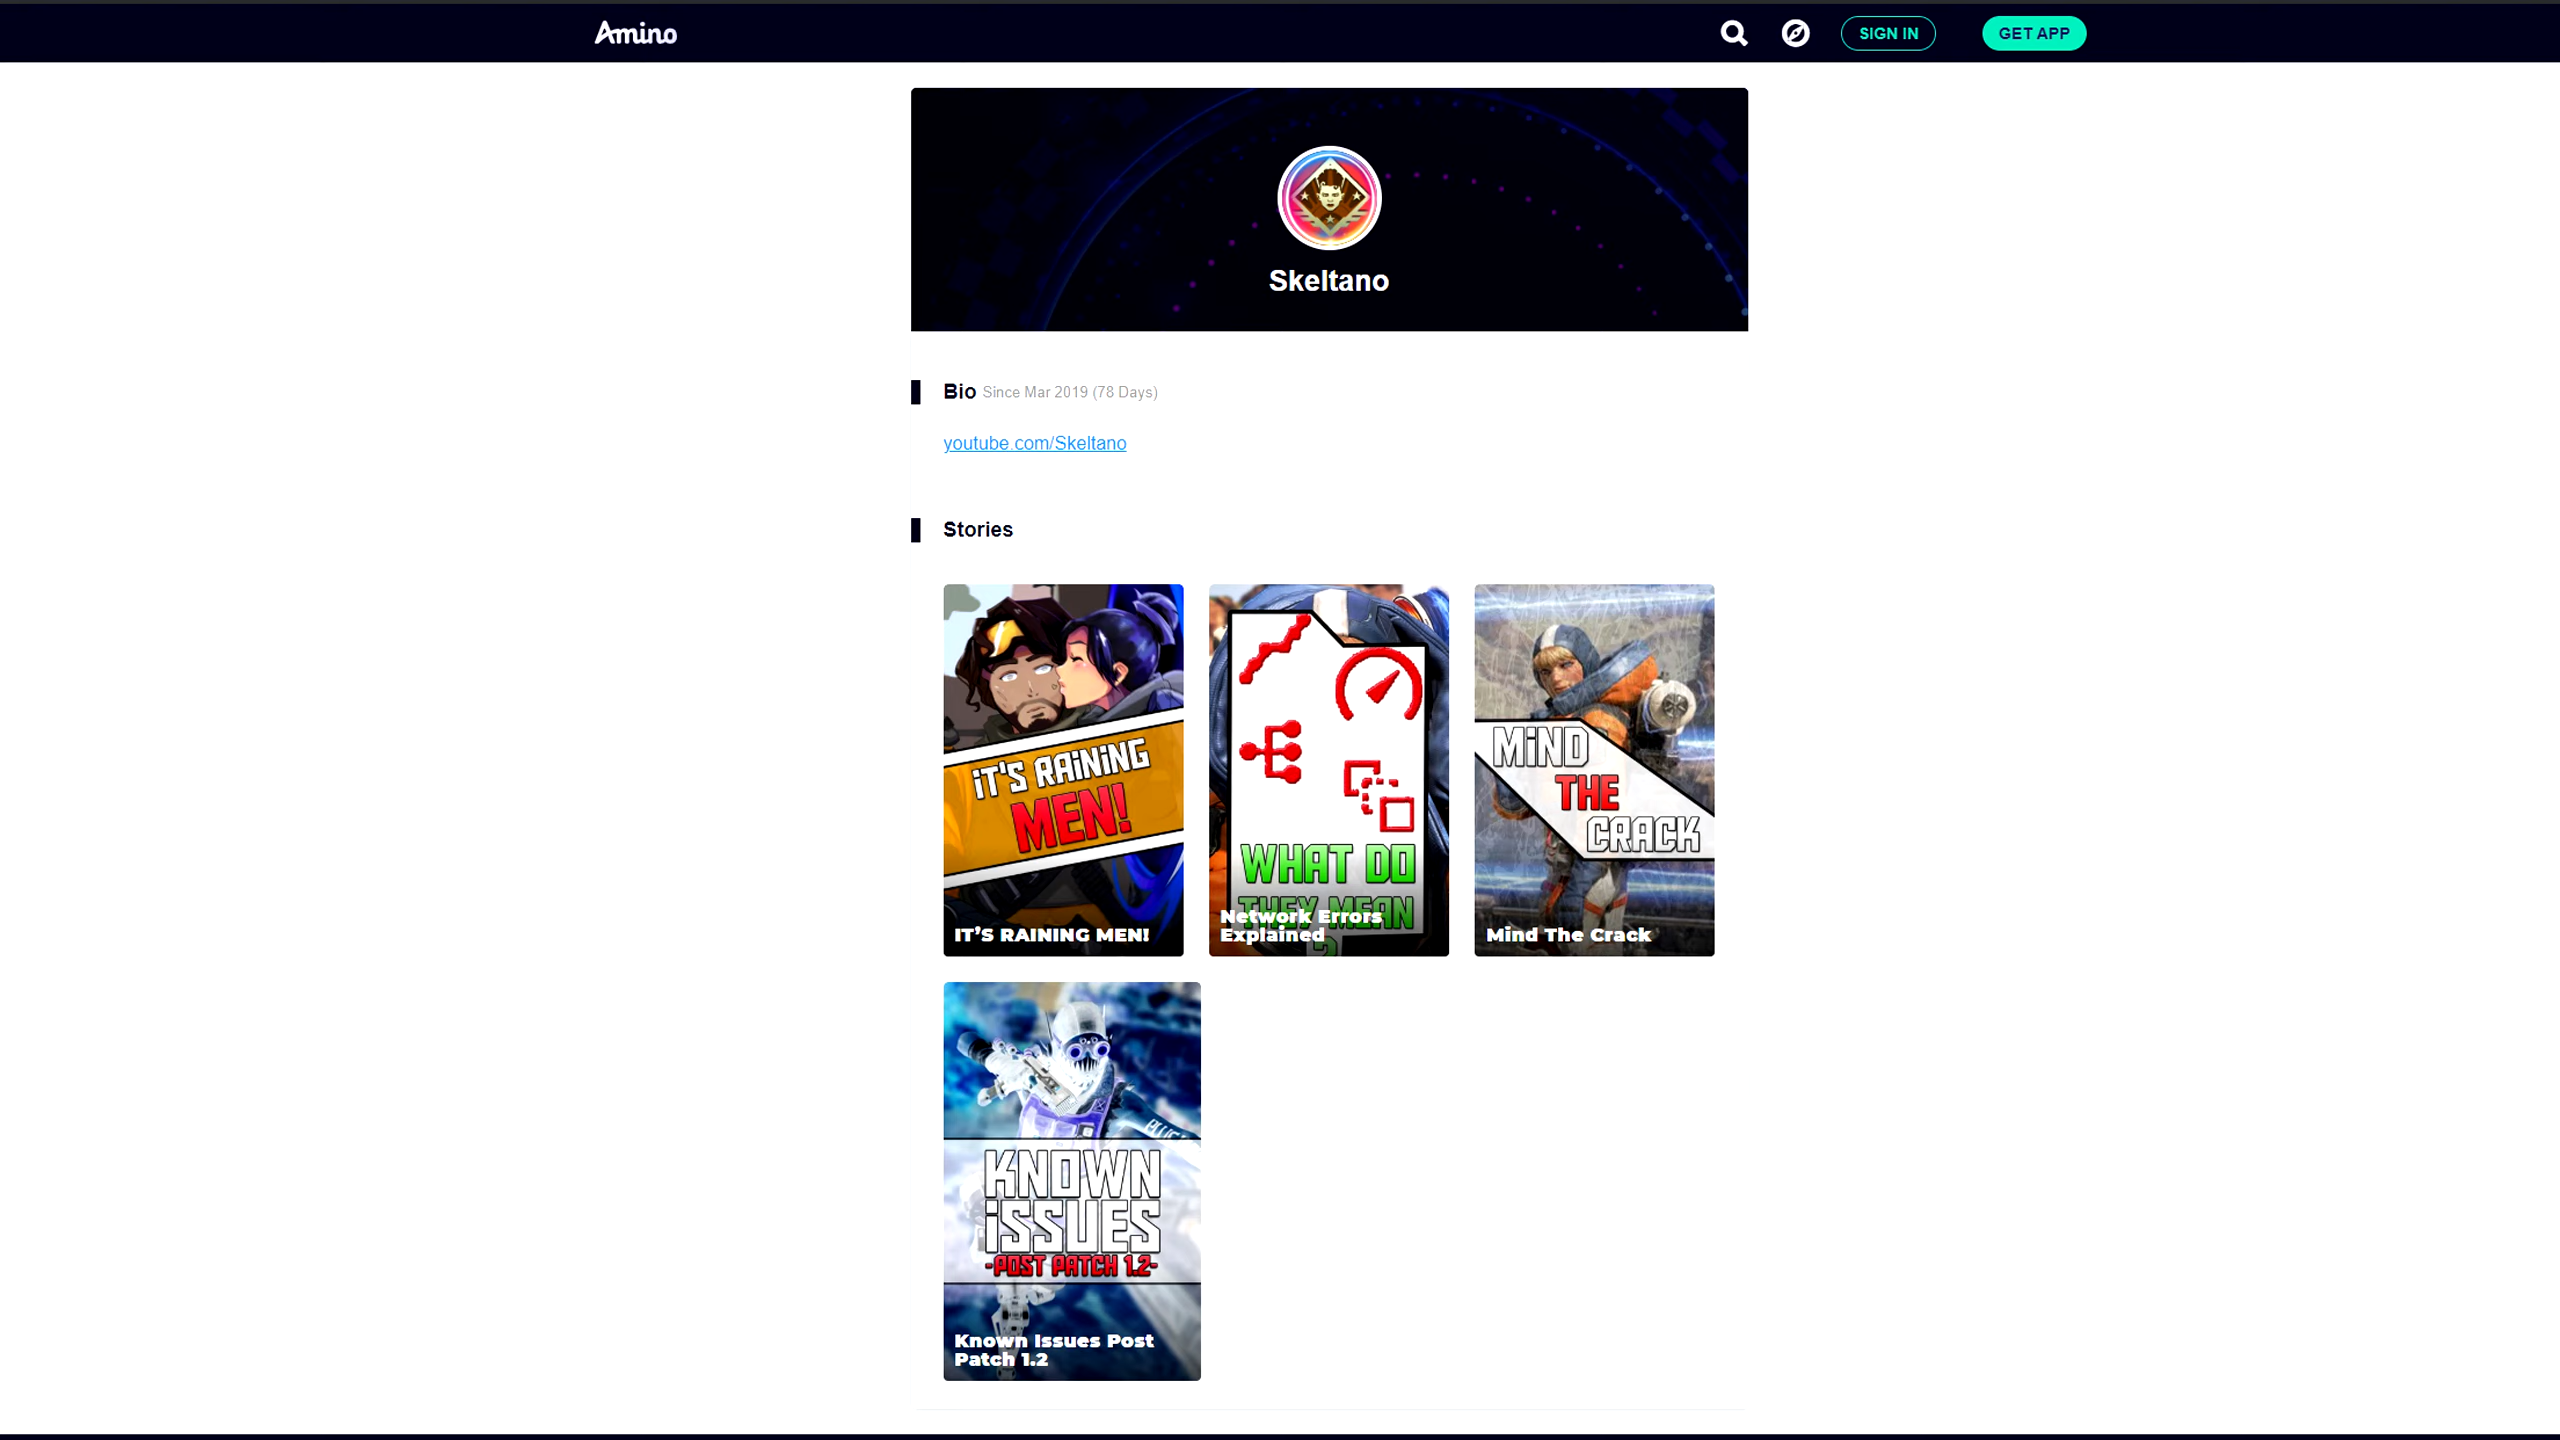 Amino
SIGN IN
GET APP
Skeltano
Bio Since Mar 2019 (78 Days)
youtube.com/Skeltano
Stories
iT'S RAiNiNG
MEN!
IT’S RAINING MEN!
WHAT DO
THEY MEAN
?
Network Errors
Explained
MiND
THE
CRACK
Mind The Crack
KNOWN
iSSUES
-POST PATCH 1.2-
Known Issues Post
Patch 1.2